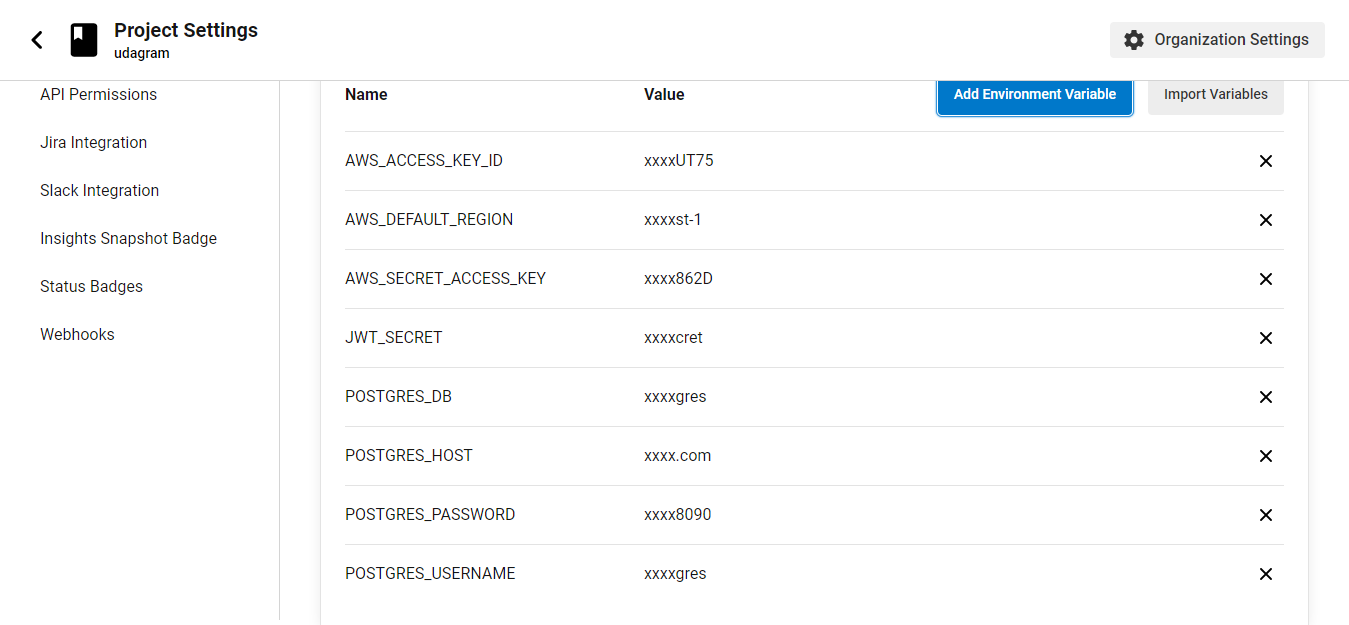 Project Settings
udagram
Organization Settings
API Permissions
Jira Integration
Slack Integration
Insights Snapshot Badge
Status Badges
Webhooks
Name Value Add Environment Variable Import Variables
AWS_ACCESS_KEY_ID xxxxUT75
AWS_DEFAULT_REGION xxxxst-1
AWS_SECRET_ACCESS_KEY xxxx862D
JWT_SECRET xxxxcret
POSTGRES_DB xxxxgres
POSTGRES_HOST xxxx.com
POSTGRES_PASSWORD xxxx8090
POSTGRES_USERNAME xxxxgres